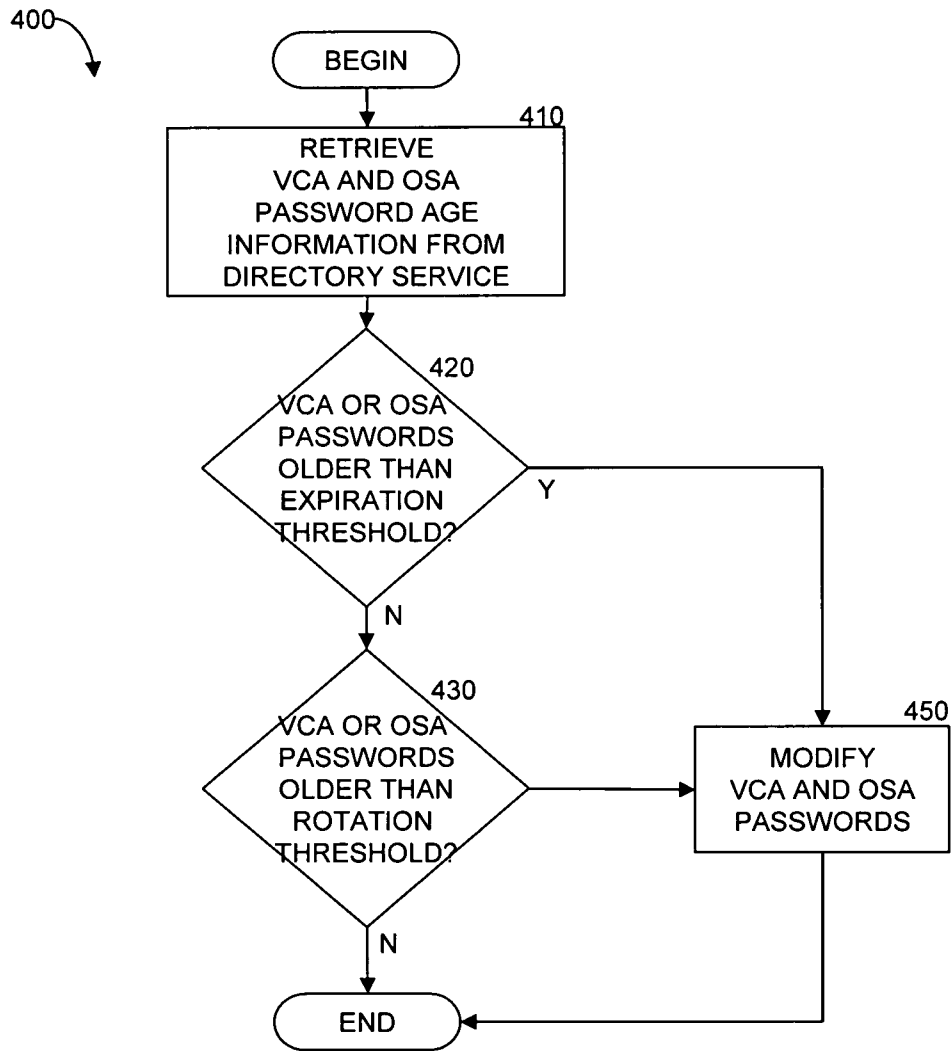 400
BEGIN
410
RETRIEVE
VCA AND OSA
PASSWORD AGE
INFORMATION FROM
DIRECTORY SERVICE
420
VCA OR OSA
PASSWORDS
OLDER THAN
EXPIRATION
THRESHOLD?
Y
N
430
VCA OR OSA
PASSWORDS
OLDER THAN
ROTATION
THRESHOLD?
450
MODIFY
VCA AND OSA
PASSWORDS
N
END